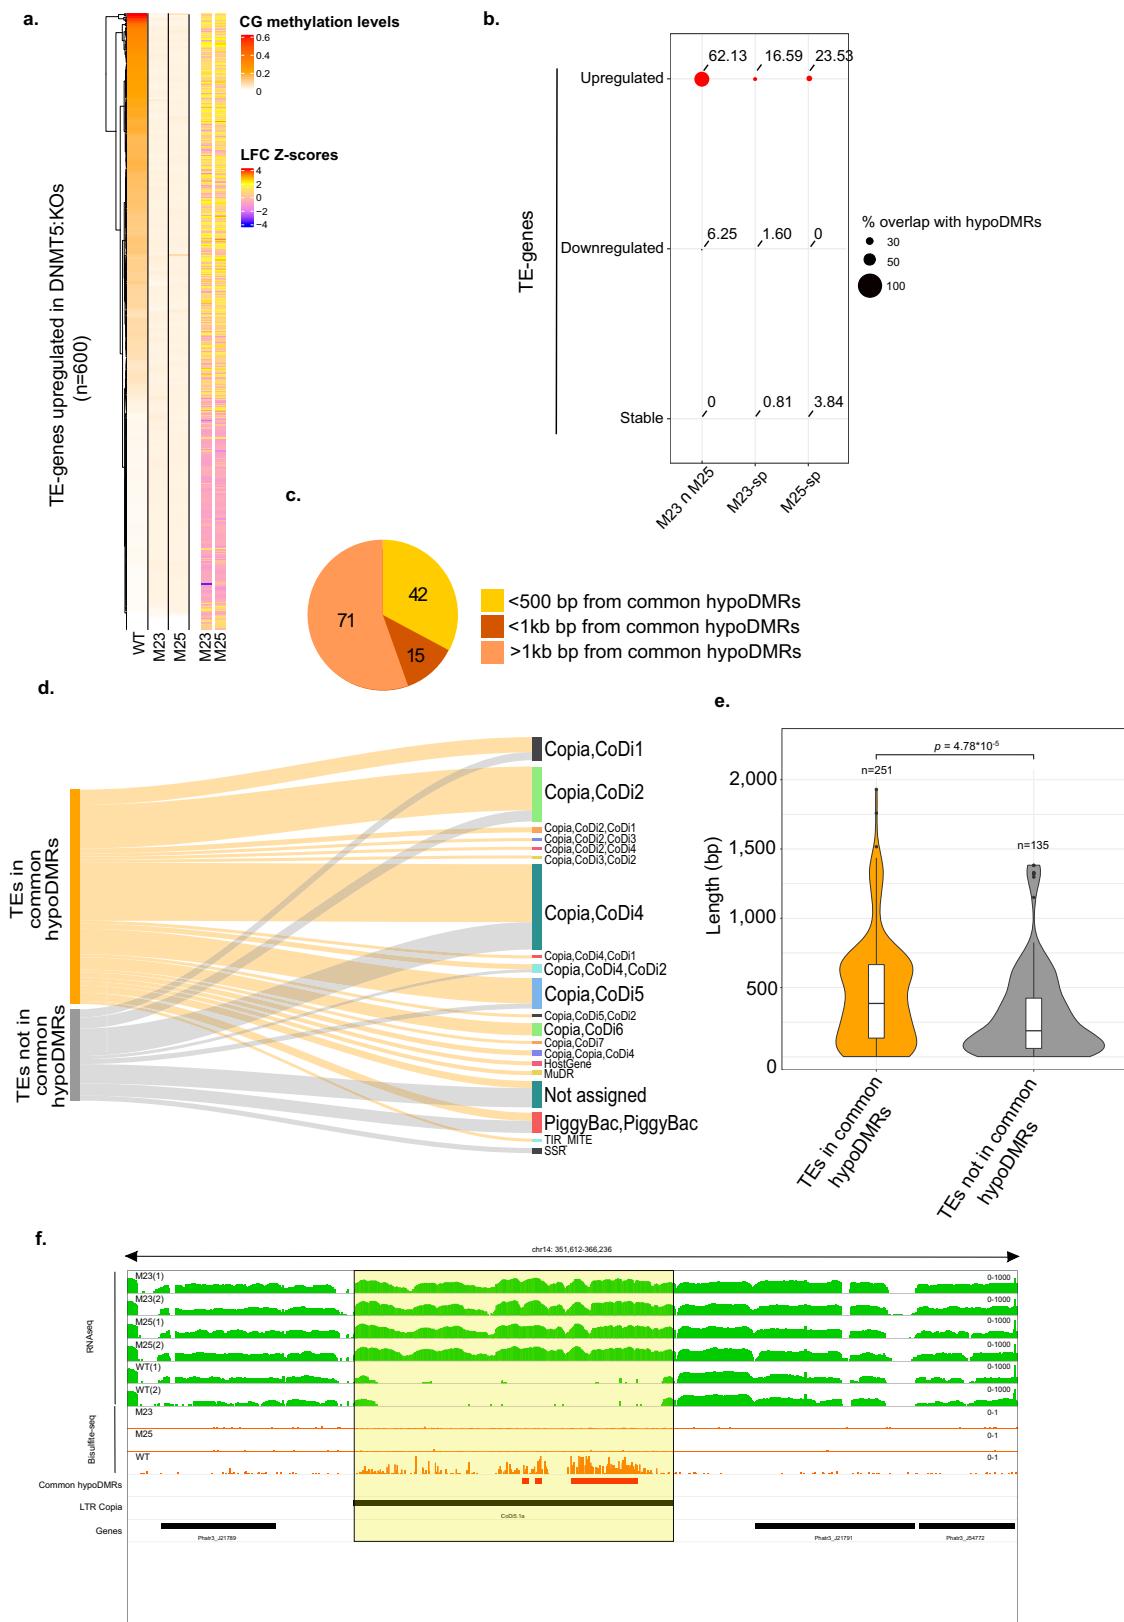 a.
TE-genes upregulated in DNMT5:KOs
(n=600)
WT
M23
M25
M23
M25
CG methylation levels
0.6
0.4
0.2
0
LFC Z-scores
4
2
0
−2
−4
b.
TE-genes
Upregulated
Downregulated
Stable
62.13
16.59
23.53
6.25
1.60
0
0
0.81
3.84
M23 ∩ M25
M23-sp
M25-sp
% overlap with hypoDMRs
30
50
100
c.
42
15
71
<500 bp from common hypoDMRs
<1kb bp from common hypoDMRs
>1kb bp from common hypoDMRs
d.
TEs in
common
hypoDMRs
TEs not in
common
hypoDMRs
Copia,CoDi1
Copia,CoDi2
Copia,CoDi2,CoDi1
Copia,CoDi2,CoDi3
Copia,CoDi2,CoDi4
Copia,CoDi3,CoDi2
Copia,CoDi4
Copia,CoDi4,CoDi1
Copia,CoDi4,CoDi2
Copia,CoDi5
Copia,CoDi5,CoDi2
Copia,CoDi6
Copia,CoDi7
Copia,Copia,CoDi4
HostGene
MuDR
Not assigned
PiggyBac,PiggyBac
TIR_MITE
SSR
e.
p = 4.78*10-5
n=251
n=135
Length (bp)
2,000
1,500
1,000
500
0
TEs in common
hypoDMRs
TEs not in common
hypoDMRs
f.
chr14: 351,612-366,236
RNAseq
M23(1)
0-1000
M23(2)
0-1000
M25(1)
0-1000
M25(2)
0-1000
WT(1)
0-1000
WT(2)
0-1000
Bisulfite-seq
M23
0-1
M25
0-1
WT
0-1
Common hypoDMRs
LTR Copia
CoDi5.1a
Genes
Phatr3_J21789
Phatr3_J21791
Phatr3_J54772